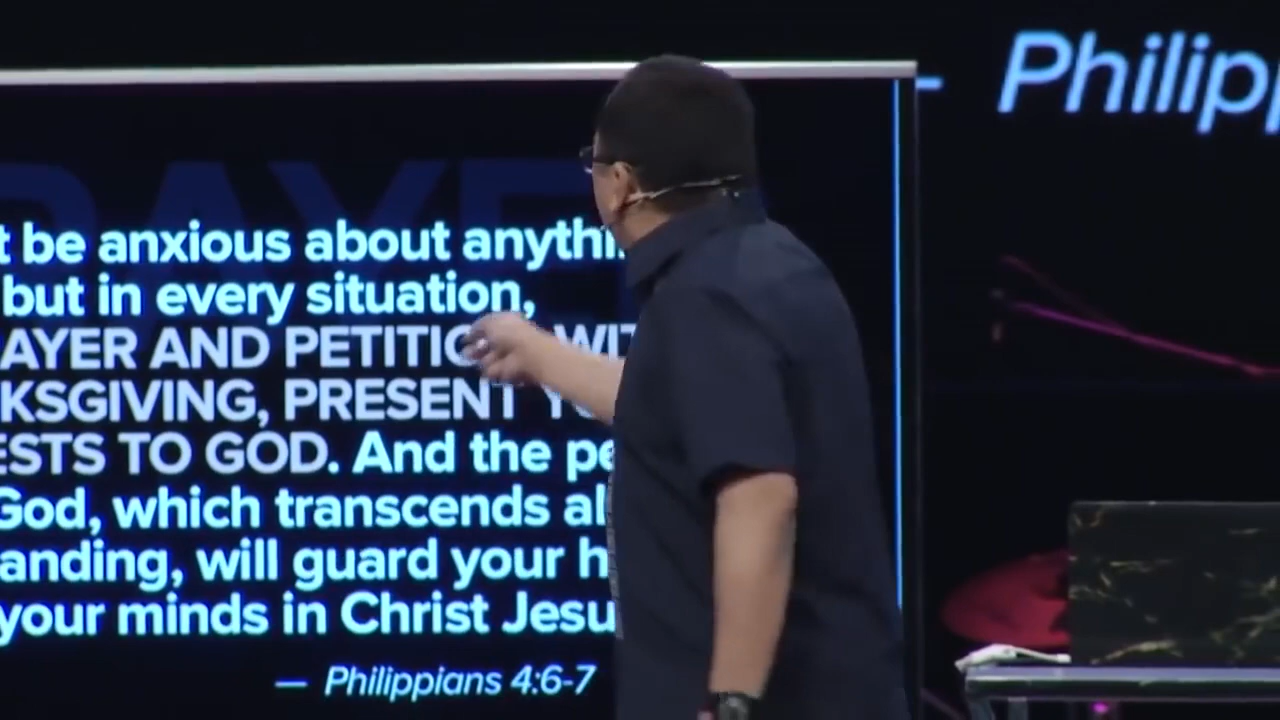 Philipp
t be anxious about anythi
but in every situation,
AYER AND PETITIO WIT
KSGIVING, PRESENT YO
ESTS TO GOD. And the pe
God, which transcends al
anding, will guard your h
your minds in Christ Jesu
— Philippians 4:6-7